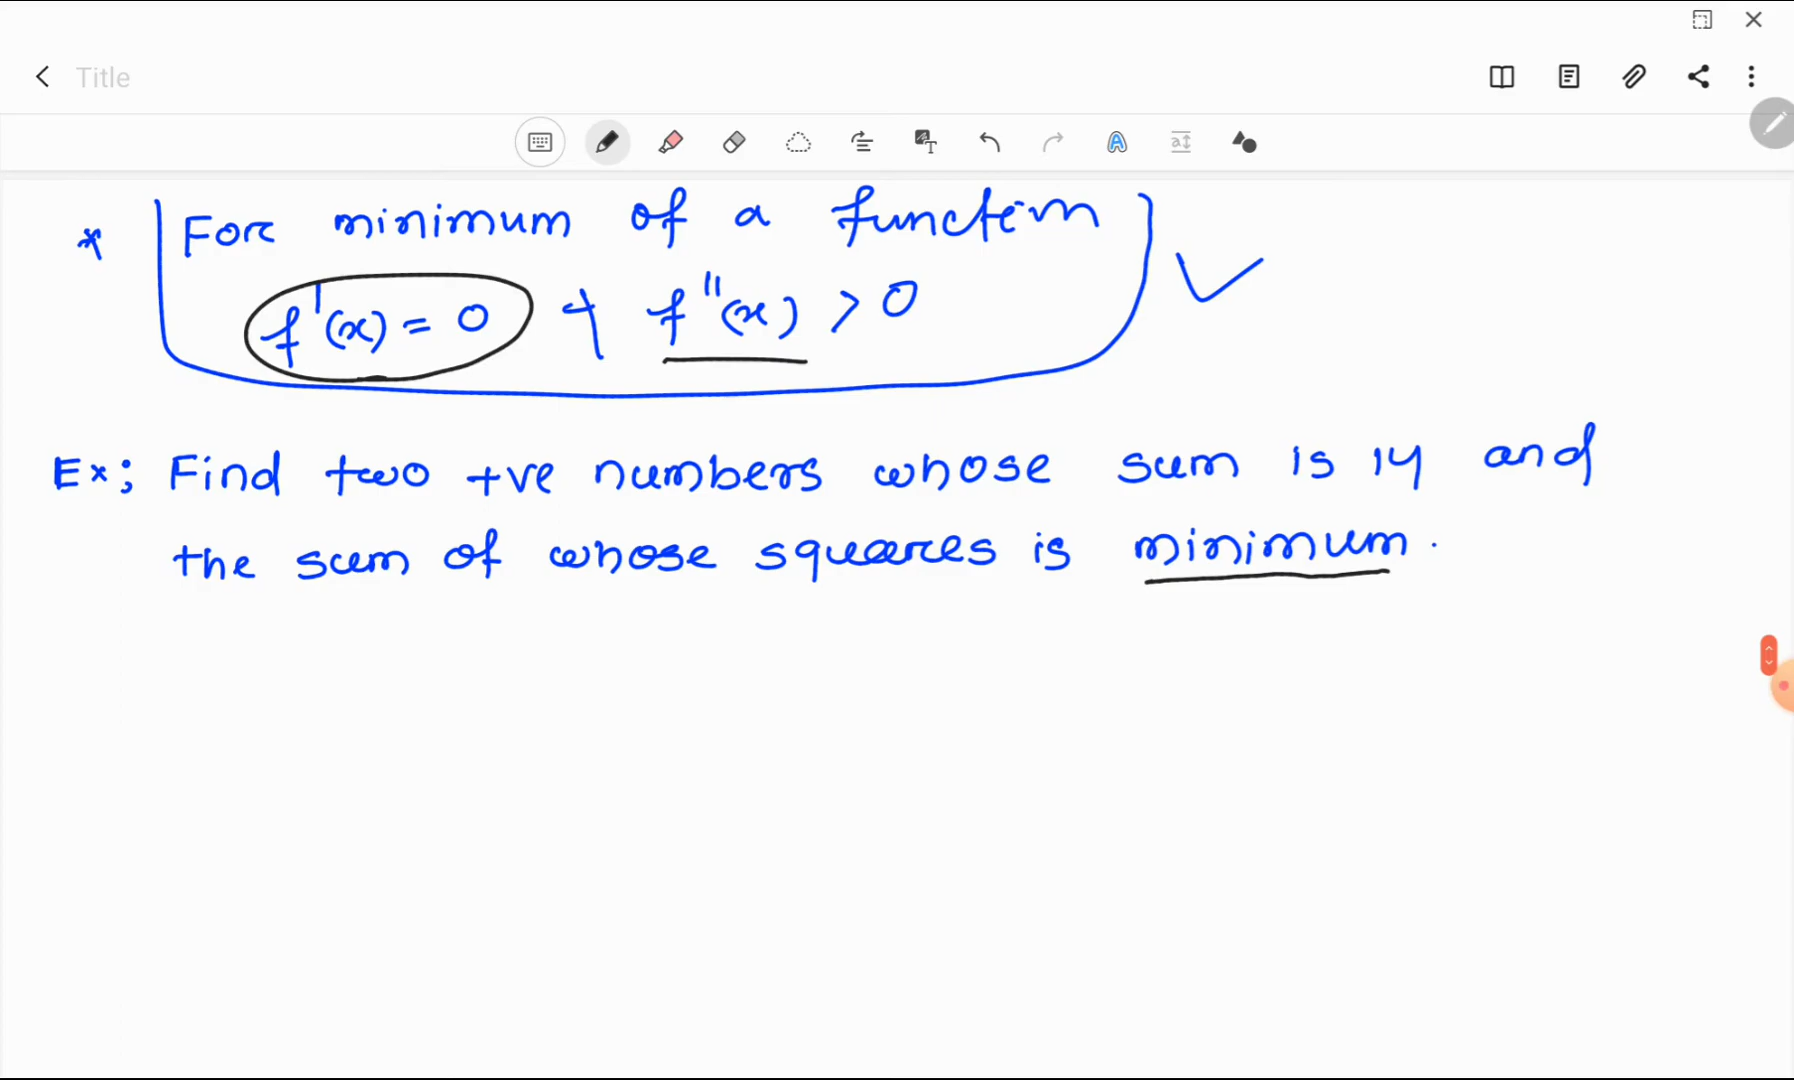 Title
* For minimum of a function
f'(x) = 0 & f''(x) > 0
Ex; Find two +ve numbers whose sum is 14 and
the sum of whose squares is minimum.